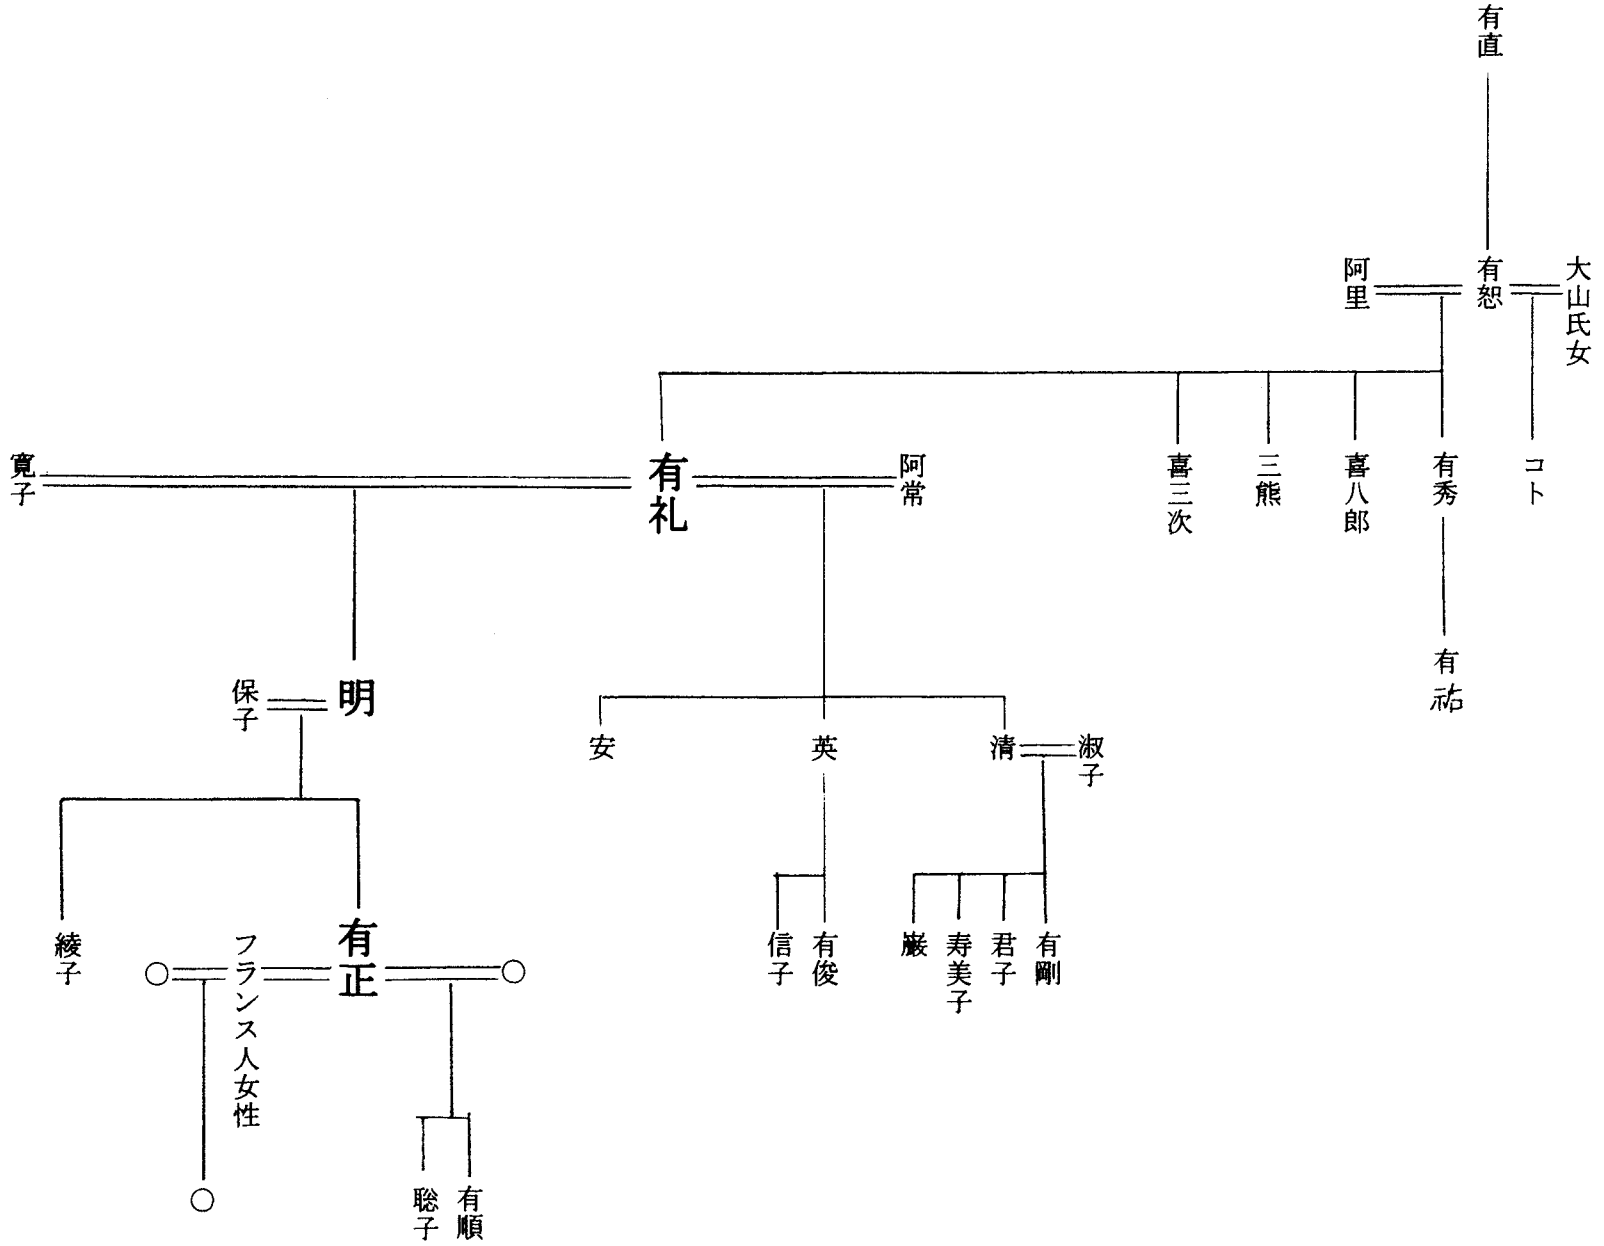 有直
大山氏女
有恕
阿里
コト
有秀
喜八郎
三熊
喜三次
阿常
有礼
寛子
有祐
淑子
清
英
安
明
保子
有剛
君子
寿美子
巌
有俊
信子
有正
フランス人女性
綾子
有順
聡子